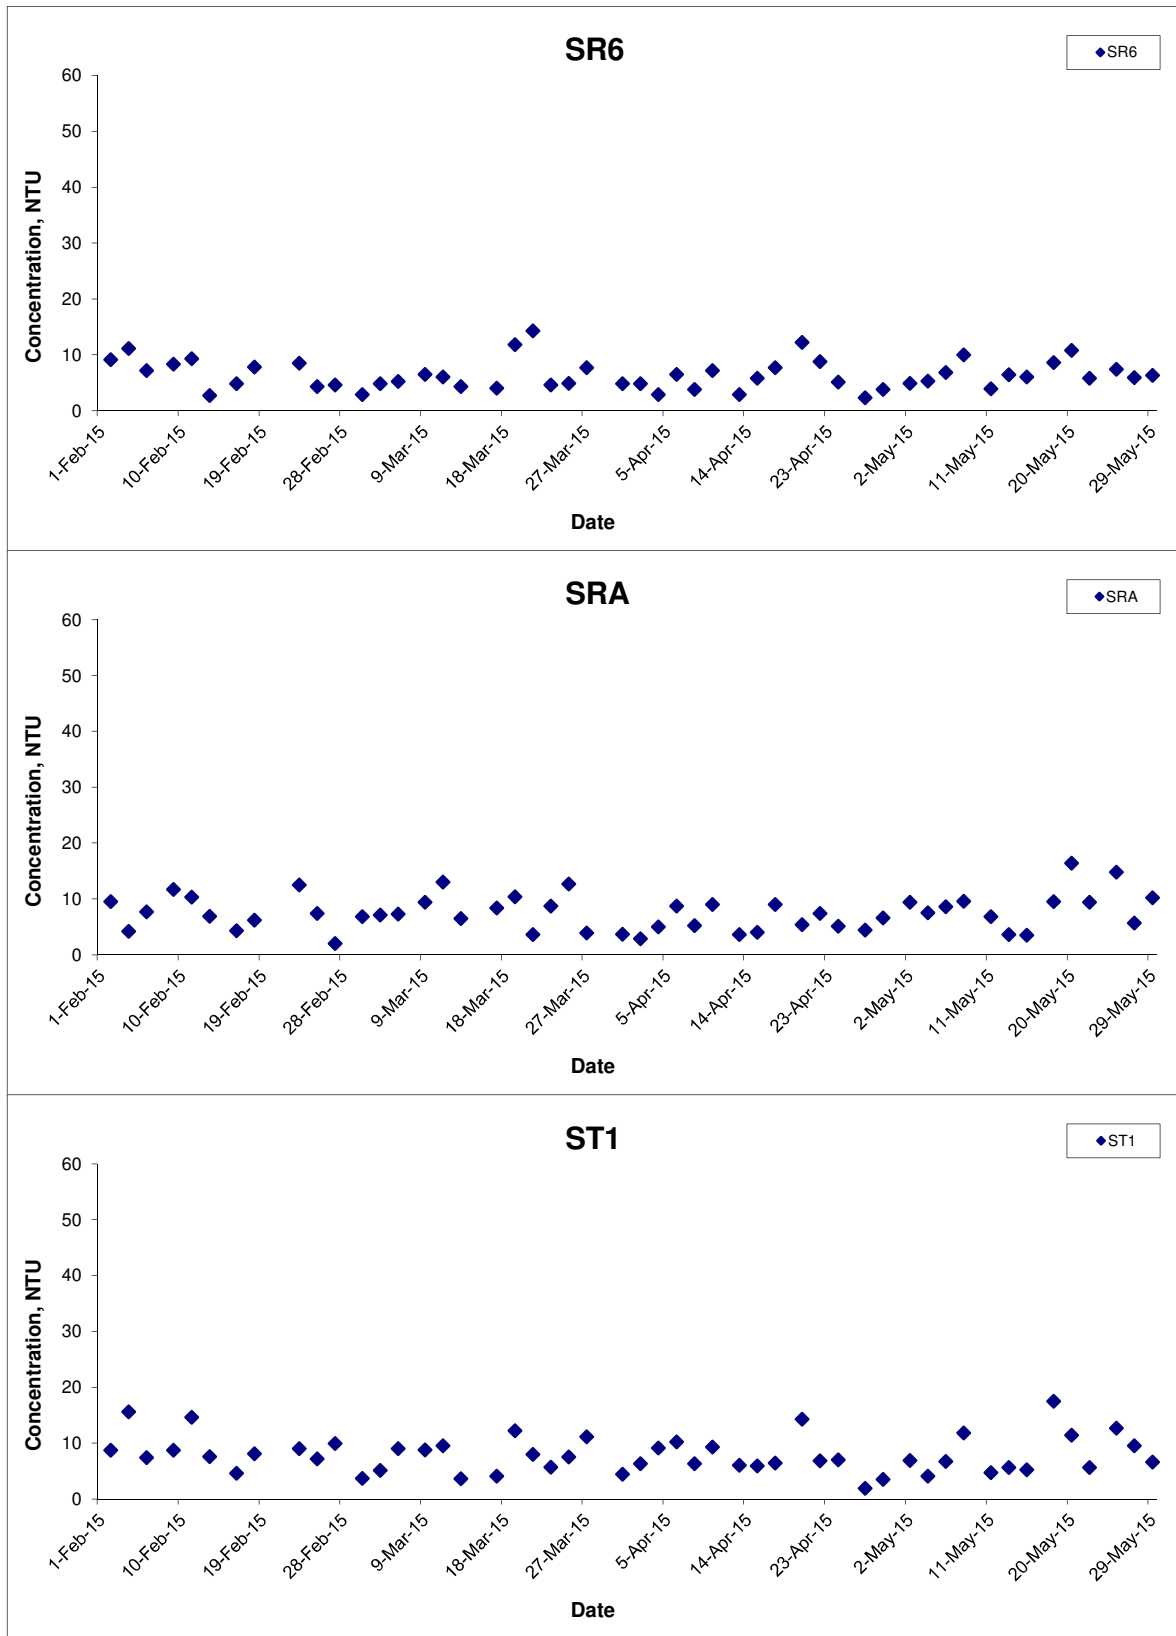 SR6
SR6
60
50
40
30
20
10
0
Concentration, NTU
1-Feb-15
10-Feb-15
19-Feb-15
28-Feb-15
9-Mar-15
18-Mar-15
27-Mar-15
5-Apr-15
14-Apr-15
23-Apr-15
2-May-15
11-May-15
20-May-15
29-May-15
Date
SRA
SRA
60
50
40
30
20
10
0
Concentration, NTU
1-Feb-15
10-Feb-15
19-Feb-15
28-Feb-15
9-Mar-15
18-Mar-15
27-Mar-15
5-Apr-15
14-Apr-15
23-Apr-15
2-May-15
11-May-15
20-May-15
29-May-15
Date
ST1
ST1
60
50
40
30
20
10
0
Concentration, NTU
1-Feb-15
10-Feb-15
19-Feb-15
28-Feb-15
9-Mar-15
18-Mar-15
27-Mar-15
5-Apr-15
14-Apr-15
23-Apr-15
2-May-15
11-May-15
20-May-15
29-May-15
Date